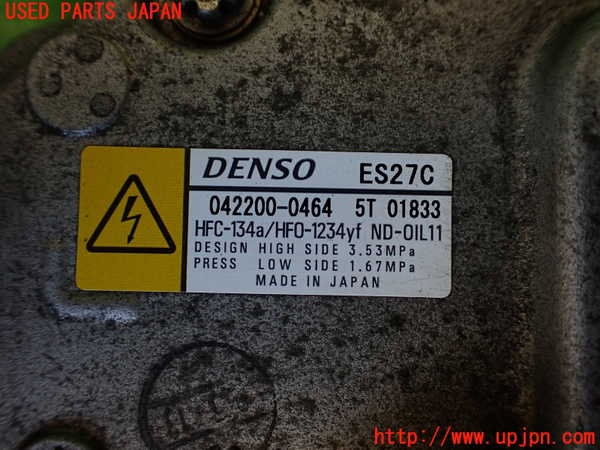 USED PARTS JAPAN
DENSO ES27C
042200-0464 5T 01833
HFC-134a/HFO-1234yf ND-OIL11
DESIGN HIGH SIDE 3.53MPa
PRESS LOW SIDE 1.67MPa
MADE IN JAPAN
http://www.upjpn.com/